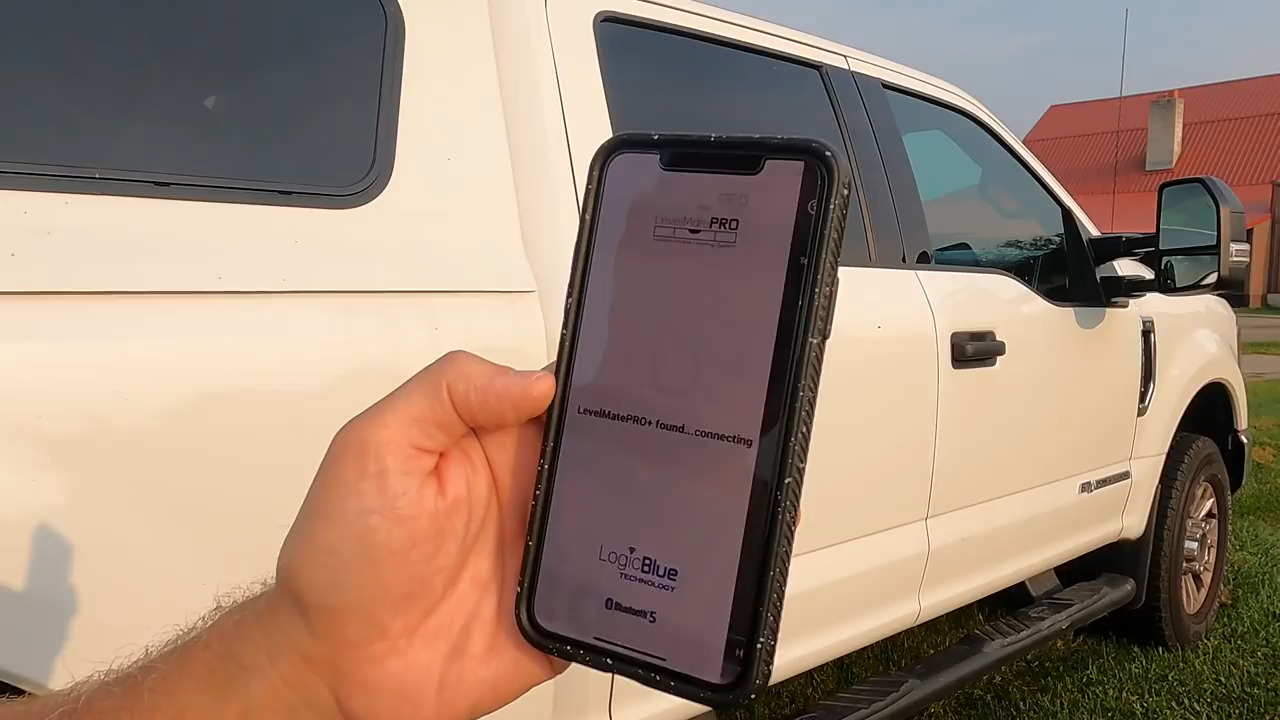 LevelMatePRO
LevelMatePRO+ found...connecting
LogicBlue
TECHNOLOGY
Bluetooth 5